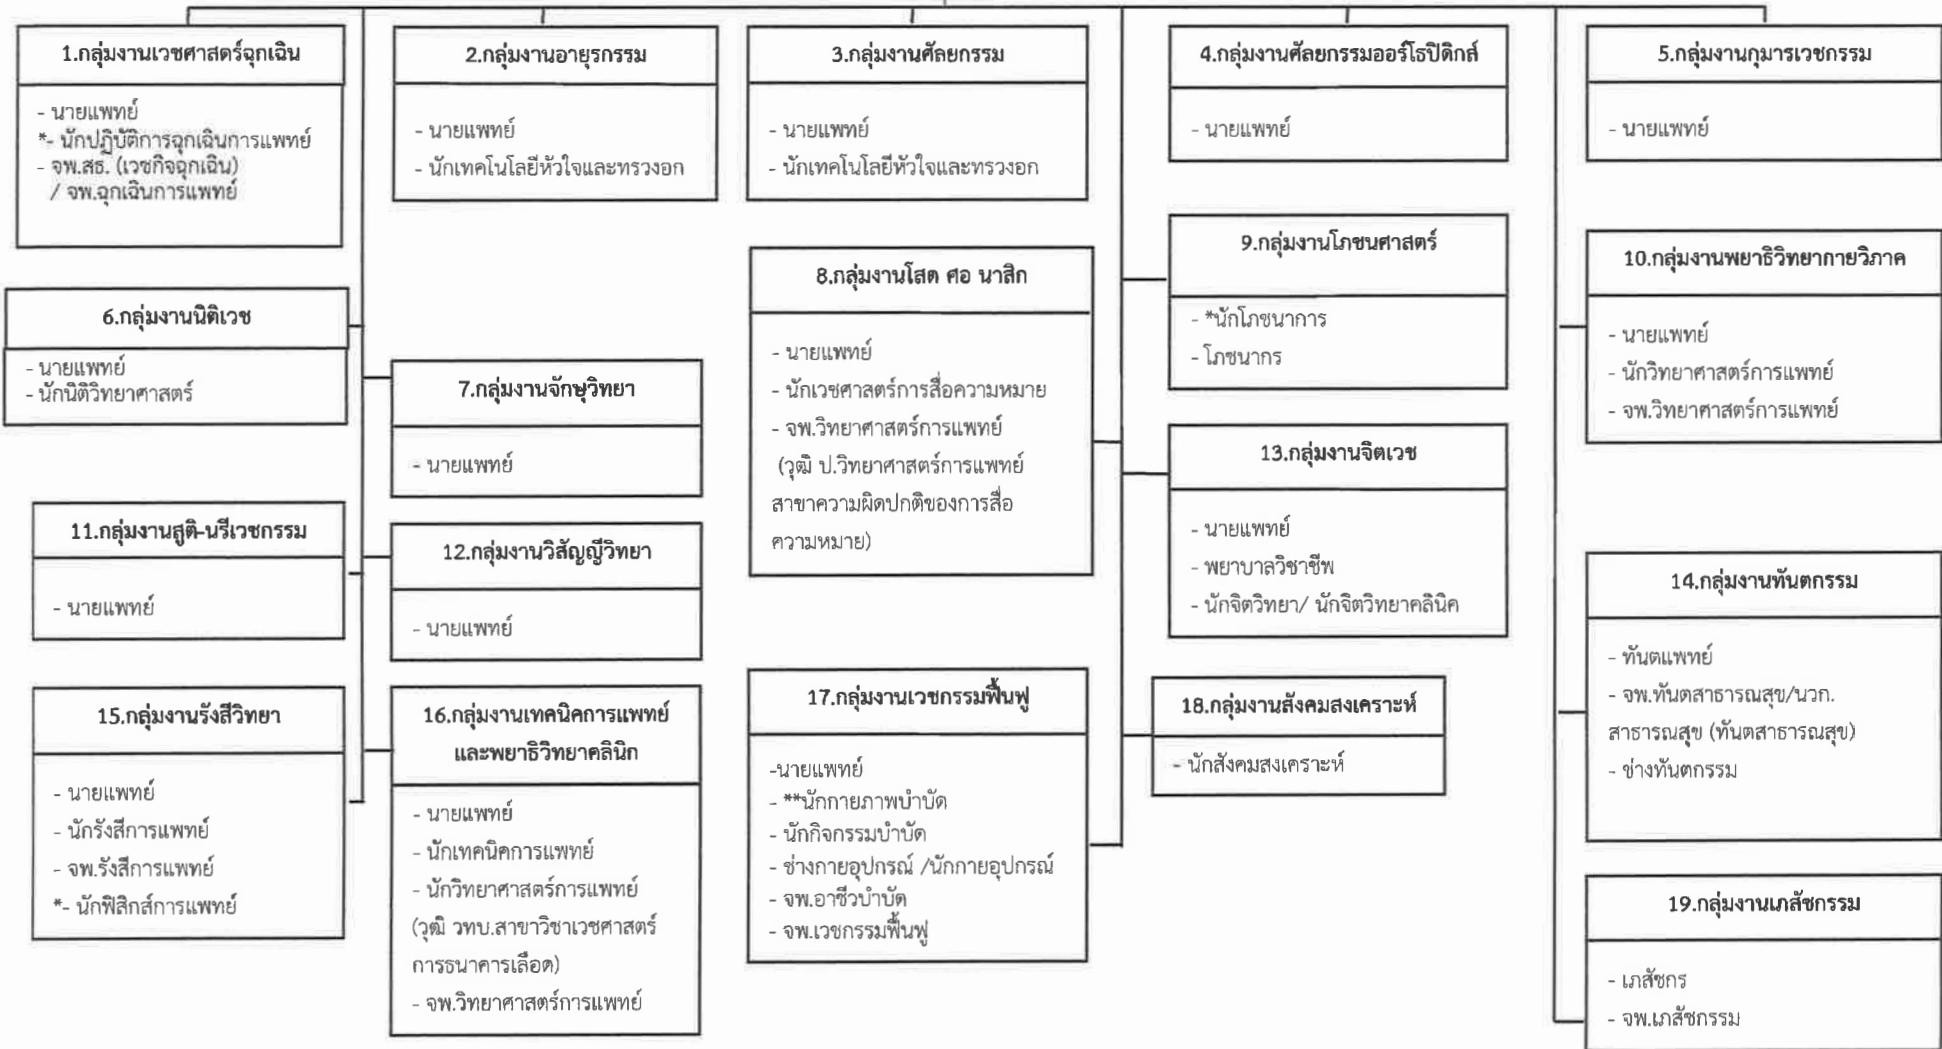 1.กลุ่มงานเวชศาสตร์ฉุกเฉิน
- นายแพทย์
*- นักปฏิบัติการฉุกเฉินการแพทย์
- จพ.สธ. (เวชกิจฉุกเฉิน)
/ จพ.ฉุกเฉินการแพทย์
2.กลุ่มงานอายุรกรรม
- นายแพทย์
- นักเทคโนโลยีหัวใจและทรวงอก
3.กลุ่มงานศัลยกรรม
- นายแพทย์
- นักเทคโนโลยีหัวใจและทรวงอก
4.กลุ่มงานศัลยกรรมออร์โธปิดิกส์
- นายแพทย์
5.กลุ่มงานกุมารเวชกรรม
- นายแพทย์
6.กลุ่มงานนิติเวช
- นายแพทย์
- นักนิติวิทยาศาสตร์
7.กลุ่มงานจักษุวิทยา
- นายแพทย์
8.กลุ่มงานโสต ศอ นาสิก
- นายแพทย์
- นักเวชศาสตร์การสื่อความหมาย
- จพ.วิทยาศาสตร์การแพทย์
(วุฒิ ป.วิทยาศาสตร์การแพทย์
สาขาความผิดปกติของการสื่อ
ความหมาย)
9.กลุ่มงานโภชนศาสตร์
- *นักโภชนาการ
- โภชนากร
10.กลุ่มงานพยาธิวิทยากายวิภาค
- นายแพทย์
- นักวิทยาศาสตร์การแพทย์
- จพ.วิทยาศาสตร์การแพทย์
11.กลุ่มงานสูติ-นรีเวชกรรม
- นายแพทย์
12.กลุ่มงานวิสัญญีวิทยา
- นายแพทย์
13.กลุ่มงานจิตเวช
- นายแพทย์
- พยาบาลวิชาชีพ
- นักจิตวิทยา/ นักจิตวิทยาคลินิค
14.กลุ่มงานทันตกรรม
- ทันตแพทย์
- จพ.ทันตสาธารณสุข/นวก.
สาธารณสุข (ทันตสาธารณสุข)
- ช่างทันตกรรม
15.กลุ่มงานรังสีวิทยา
- นายแพทย์
- นักรังสีการแพทย์
- จพ.รังสีการแพทย์
*- นักฟิสิกส์การแพทย์
16.กลุ่มงานเทคนิคการแพทย์
และพยาธิวิทยาคลินิก
- นายแพทย์
- นักเทคนิคการแพทย์
- นักวิทยาศาสตร์การแพทย์
(วุฒิ วทบ.สาขาวิชาเวชศาสตร์
การธนาคารเลือด)
- จพ.วิทยาศาสตร์การแพทย์
17.กลุ่มงานเวชกรรมฟื้นฟู
-นายแพทย์
- **นักกายภาพบำบัด
- นักกิจกรรมบำบัด
- ช่างกายอุปกรณ์ /นักกายอุปกรณ์
- จพ.อาชีวบำบัด
- จพ.เวชกรรมฟื้นฟู
18.กลุ่มงานสังคมสงเคราะห์
- นักสังคมสงเคราะห์
19.กลุ่มงานเภสัชกรรม
- เภสัชกร
- จพ.เภสัชกรรม